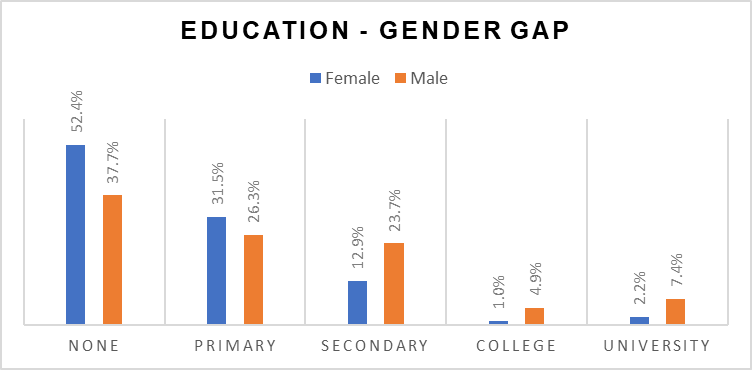 EDUCATION - GENDER GAP
Female Male
52.4% 37.7% 31.5% 26.3% 12.9% 23.7% 1.0% 4.9% 2.2% 7.4%
NONE PRIMARY SECONDARY COLLEGE UNIVERSITY